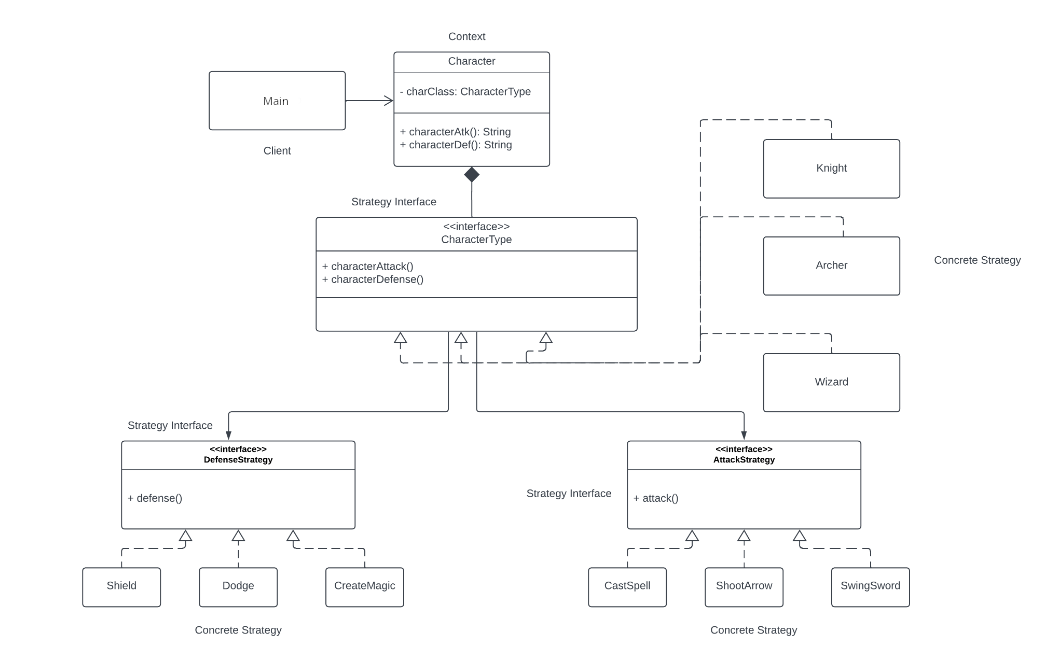 Context
Character
- charClass: CharacterType
+ characterAtk(): String
+ characterDef(): String
Main
Client
Strategy Interface
<<interface>>
CharacterType
+ characterAttack()
+ characterDefense()
Knight
Archer
Concrete Strategy
Wizard
Strategy Interface
<<interface>>
DefenseStrategy
+ defense()
Strategy Interface
<<interface>>
AttackStrategy
+ attack()
Shield
Dodge
CreateMagic
Concrete Strategy
CastSpell
ShootArrow
SwingSword
Concrete Strategy